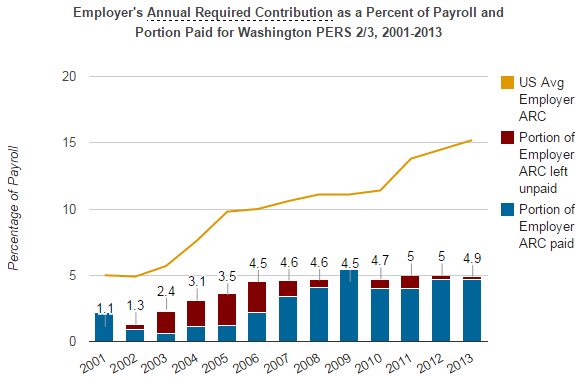 Employer's Annual Required Contribution as a Percent of Payroll and
Portion Paid for Washington PERS 2/3, 2001-2013
Percentage of Payroll
20
15
10
5
0
1.1 1.3 2.4 3.1 3.5 4.5 4.6 4.6 4.5 4.7 5 5 4.9
2001 2002 2003 2004 2005 2006 2007 2008 2009 2010 2011 2012 2013
US Avg
Employer
ARC
Portion of
Employer
ARC left
unpaid
Portion of
Employer
ARC paid